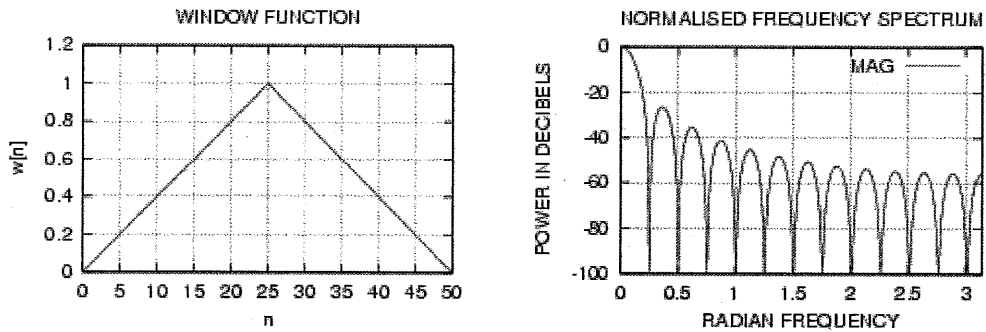 WINDOW FUNCTION
1.2
1
0.8
0.6
0.4
0.2
0
w[n]
0 5 10 15 20 25 30 35 40 45 50
n
NORMALISED FREQUENCY SPECTRUM
MAG
0
-20
-40
-60
-80
-100
POWER IN DECIBELS
0 0.5 1 1.5 2 2.5 3
RADIAN FREQUENCY